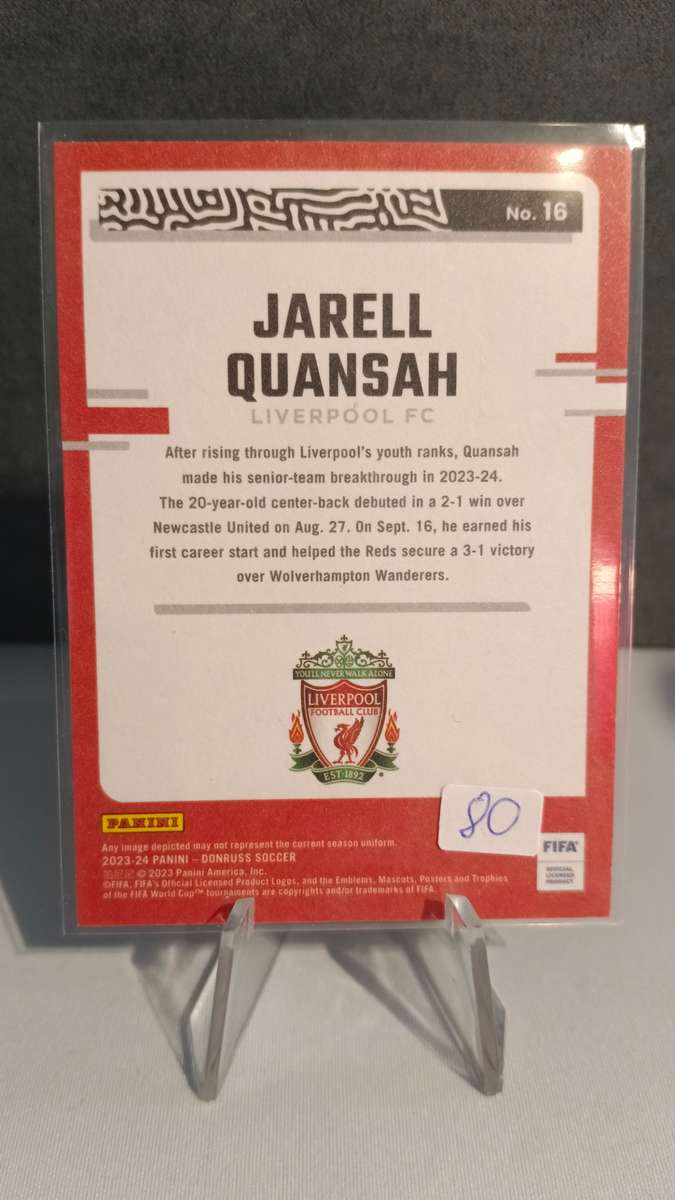 No. 16
JARELL
QUANSAH
LIVERPOOL FC
After rising through Liverpool's youth ranks, Quansah
made his senior-team breakthrough in 2023-24.
The 20-year-old center-back debuted in a 2-1 win over
Newcastle United on Aug. 27. On Sept. 16, he earned his
first career start and helped the Reds secure a 3-1 victory
over Wolverhampton Wanderers.
YOU'LL NEVER WALK ALONE
LIVERPOOL
FOOTBALL CLUB
EST·1892
80
PANINI
Any image depicted may not represent the current season uniform.
2023-24 PANINI – DONRUSS SOCCER
© 2023 Panini America, Inc.
©FIFA, FIFA's Official Licensed Product Logos, and the Emblems, Mascots, Posters and Trophies
of the FIFA World Cup™ tournaments are copyrights and/or trademarks of FIFA.
FIFA®
OFFICIAL
LICENSED
PRODUCT